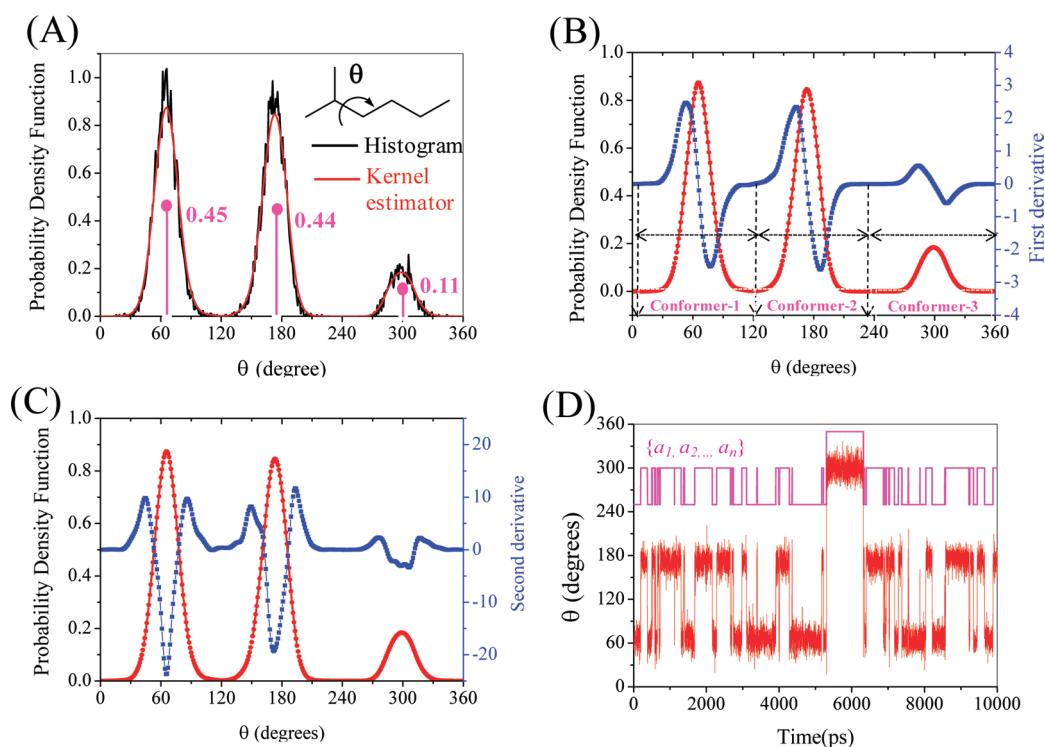 (A)
Probability Density Function
1.0
0.8
0.6
0.4
0.2
0.0
0 60 120 180 240 300 360
θ (degree)
θ
Histogram
Kernel
estimator
0.45
0.44
0.11
(B)
Probability Density Function
1.0
0.8
0.6
0.4
0.2
0.0
4
3
2
1
0
-1
-2
-3
-4
First derivative
Conformer-1 Conformer-2 Conformer-3
0 60 120 180 240 300 360
θ (degrees)
(C)
Probability Density Function
1.0
0.8
0.6
0.4
0.2
0.0
20
10
0
-10
-20
Second derivative
0 60 120 180 240 300 360
θ (degrees)
(D)
θ (degrees)
360
300
240
180
120
60
0
{a1, a2,... an}
0 2000 4000 6000 8000 10000
Time(ps)